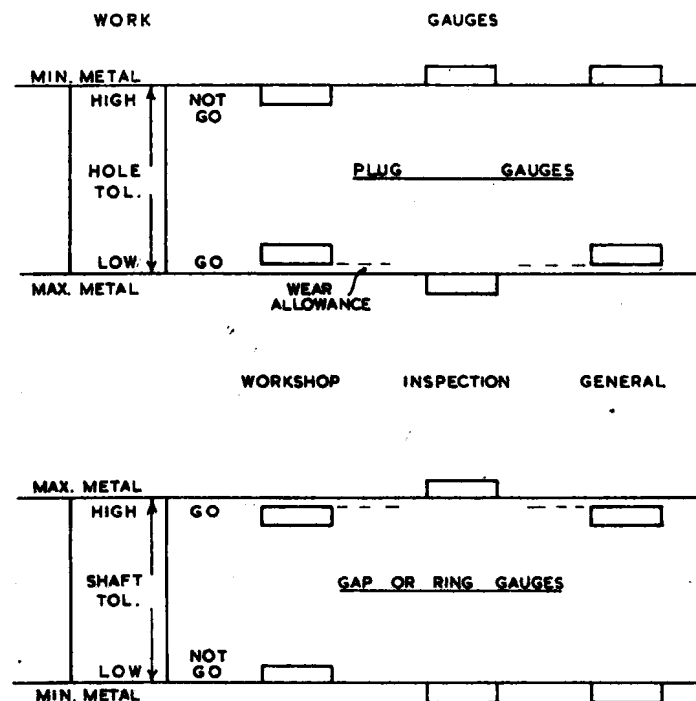 WORK GAUGES
MIN. METAL
HIGH NOT GO
HOLE TOL.
PLUG GAUGES
LOW GO
MAX. METAL
WEAR ALLOWANCE
WORKSHOP INSPECTION GENERAL
MAX. METAL
HIGH GO
SHAFT TOL.
GAP OR RING GAUGES
NOT
LOW GO
MIN. METAL